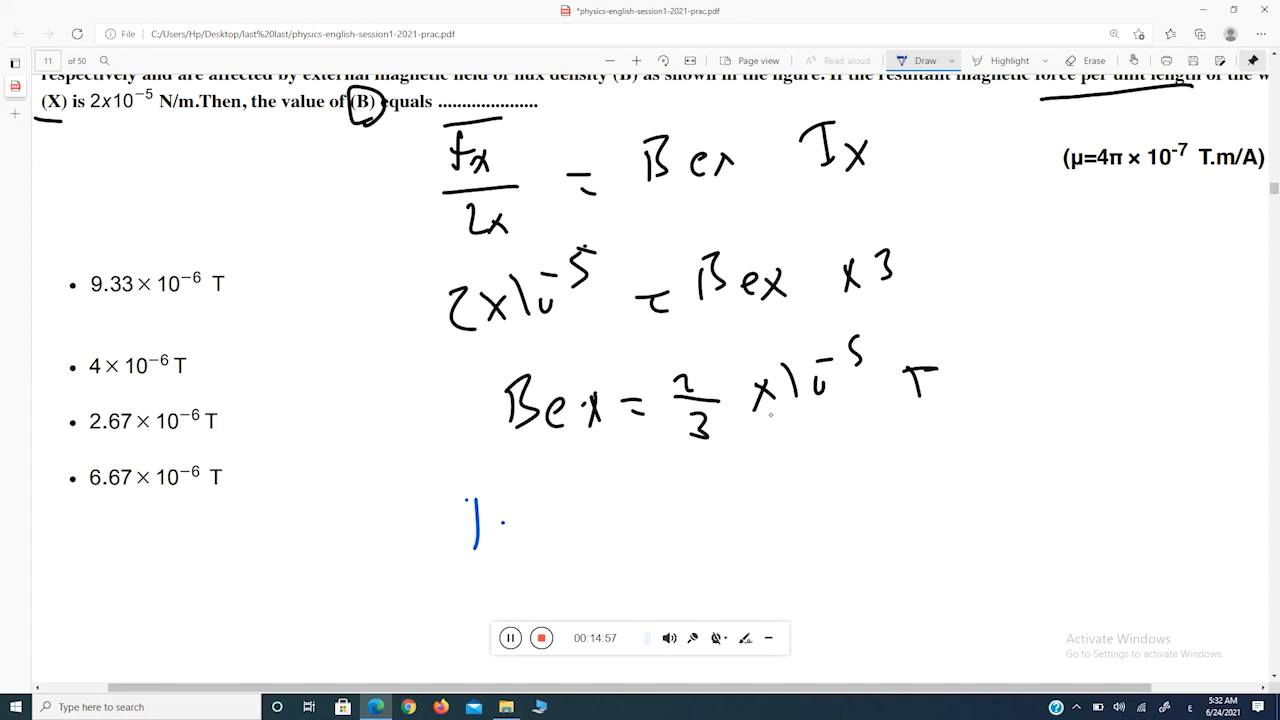 *physics-english-session1-2021-prac.pdf
File | C:/Users/Hp/Desktop/last%20last/physics-english-session1-2021-prac.pdf
11 of 50
Page view
Read aloud
Draw
Highlight
Erase
respectively and are affected by external magnetic field of flux density (B) as shown in the figure. If the resultant magnetic force per unit length of the w
(X) is 2x10⁻⁵ N/m.Then, the value of (B) equals .....................
fx/2x = Bex Ix
(μ=4π × 10⁻⁷ T.m/A)
2x10⁻⁵ = Bex x3
• 9.33×10⁻⁶ T
• 4×10⁻⁶ T
Bex = 2/3 x10⁻⁵ T
• 2.67×10⁻⁶ T
• 6.67×10⁻⁶ T
00:14:57
Activate Windows
Go to Settings to activate Windows.
Type here to search
5:32 AM
6/24/2021